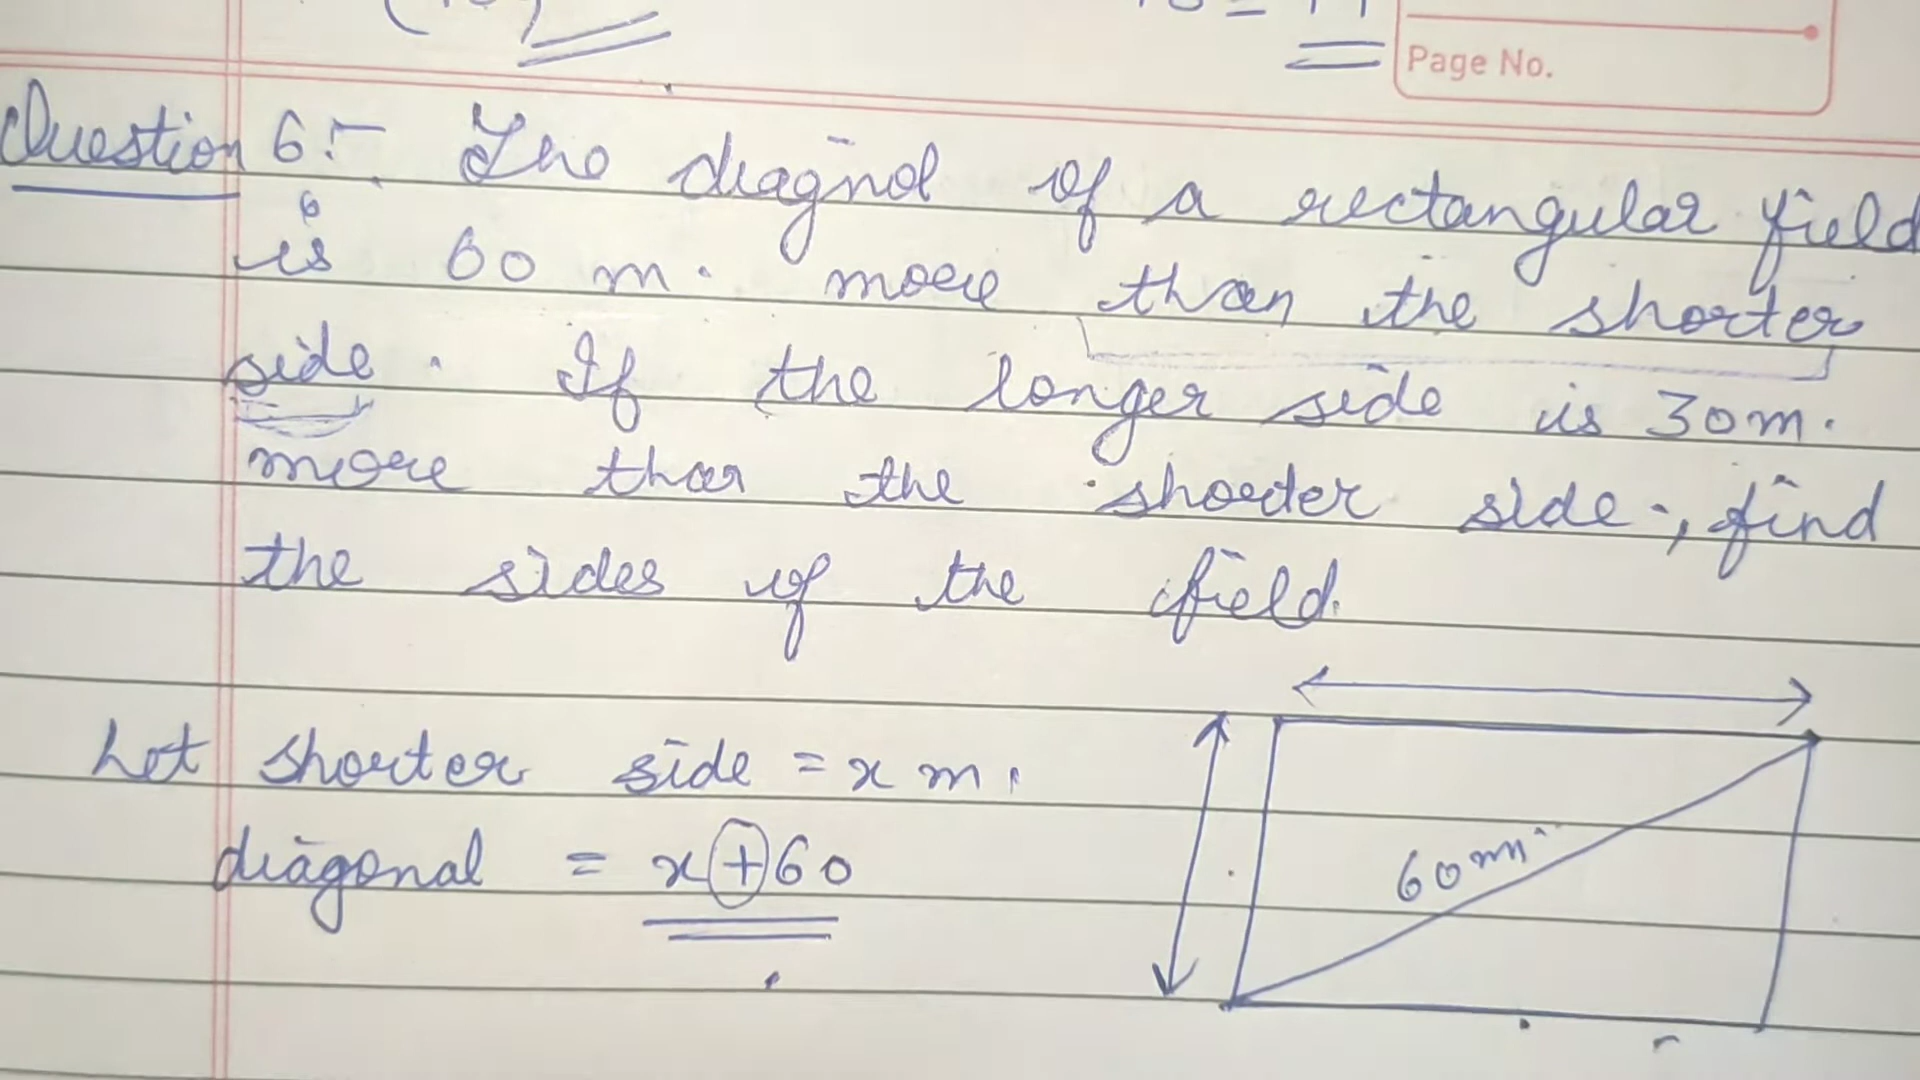 Page No.
Question 6:- The diagnol of a rectangular field
is 60 m. more than the shorter
side. If the longer side is 30m.
more than the shorter side, find
the sides of the field.
Let shorter side = x m.
diagonal = x + 60
60 m